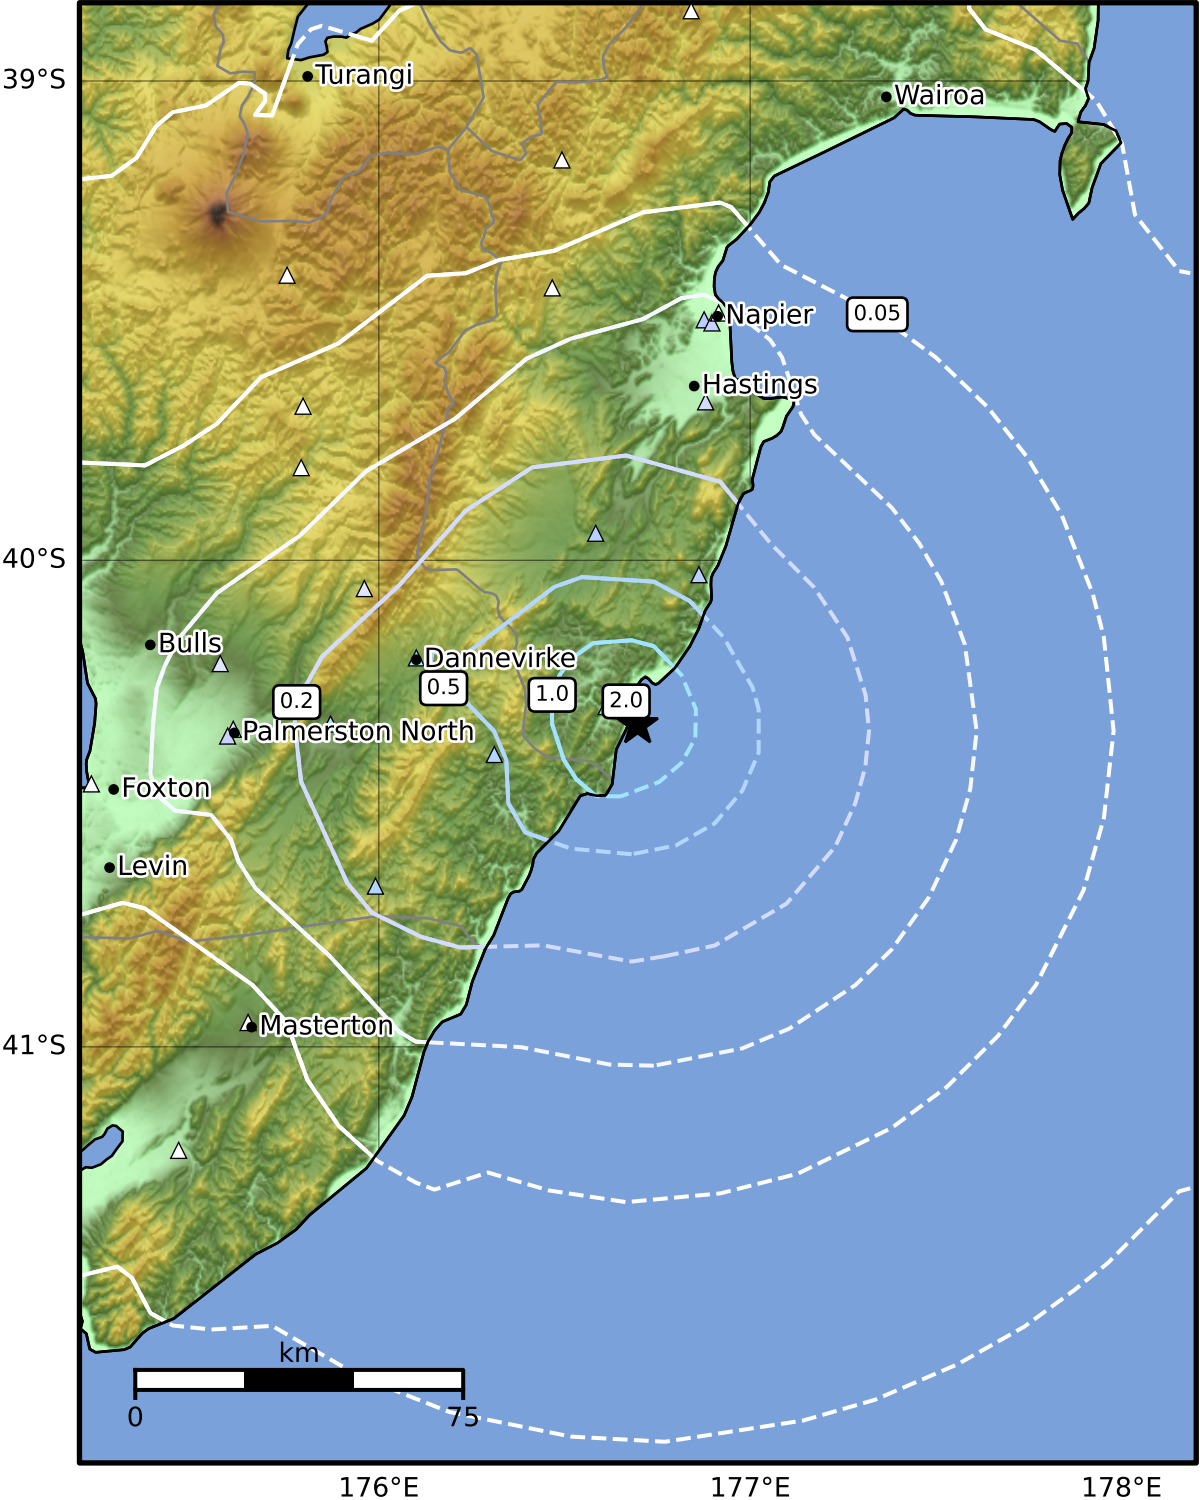 39°S
Turangi
Wairoa
Napier
0.05
Hastings
40°S
Bulls
Dannevirke
0.2
0.5
1.0
2.0
Palmerston North
Foxton
Levin
Masterton
41°S
km
0
75
176°E
177°E
178°E